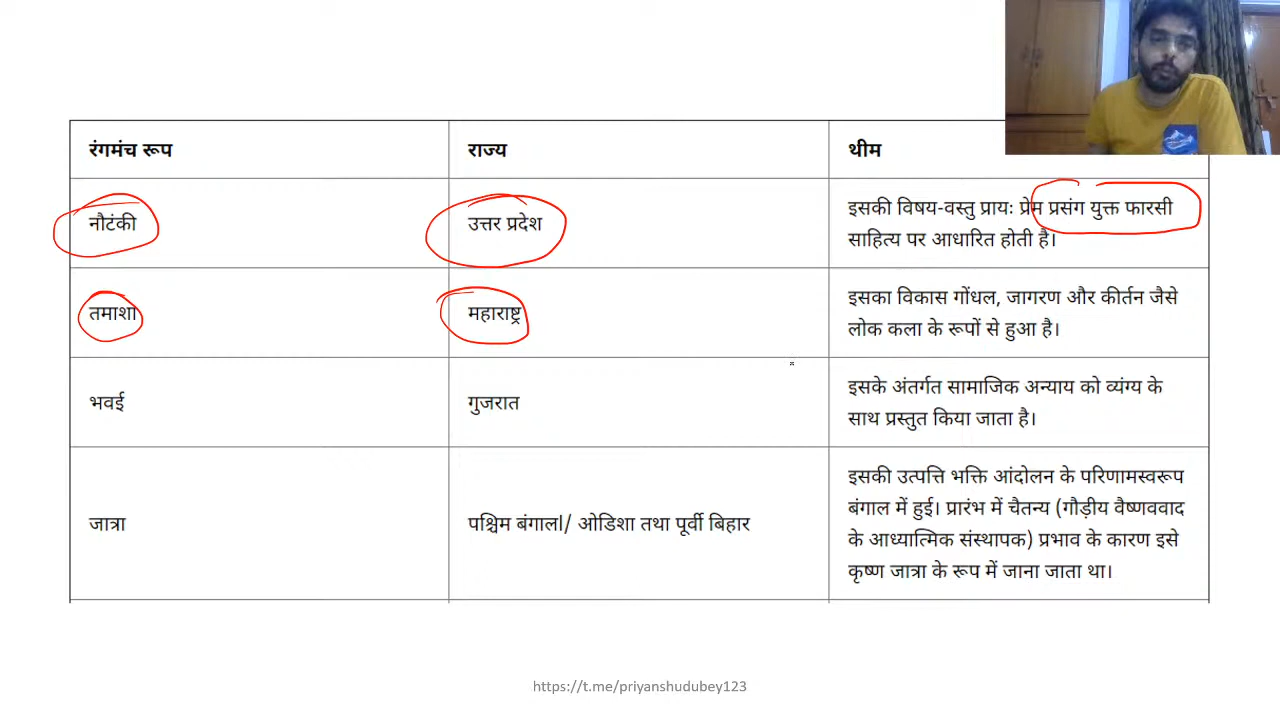 रंगमंच रूप
राज्य
थीम
नौटंकी
उत्तर प्रदेश
इसकी विषय-वस्तु प्रायः प्रेम प्रसंग युक्त फारसी
साहित्य पर आधारित होती है।
तमाशा
महाराष्ट्र
इसका विकास गोंधल, जागरण और कीर्तन जैसे
लोक कला के रूपों से हुआ है।
भवई
गुजरात
इसके अंतर्गत सामाजिक अन्याय को व्यंग्य के
साथ प्रस्तुत किया जाता है।
जात्रा
पश्चिम बंगालl/ ओडिशा तथा पूर्वी बिहार
इसकी उत्पत्ति भक्ति आंदोलन के परिणामस्वरूप
बंगाल में हुई। प्रारंभ में चैतन्य (गौड़ीय वैष्णववाद
के आध्यात्मिक संस्थापक) प्रभाव के कारण इसे
कृष्ण जात्रा के रूप में जाना जाता था।
https://t.me/priyanshudubey123